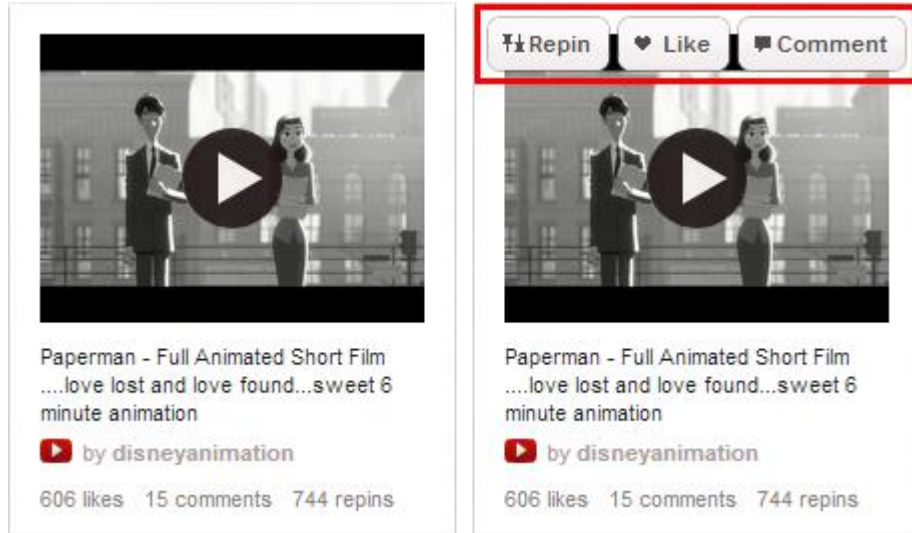 Paperman - Full Animated Short Film
....love lost and love found...sweet 6
minute animation
by disneyanimation
606 likes 15 comments 744 repins
Repin Like Comment
Paperman - Full Animated Short Film
....love lost and love found...sweet 6
minute animation
by disneyanimation
606 likes 15 comments 744 repins